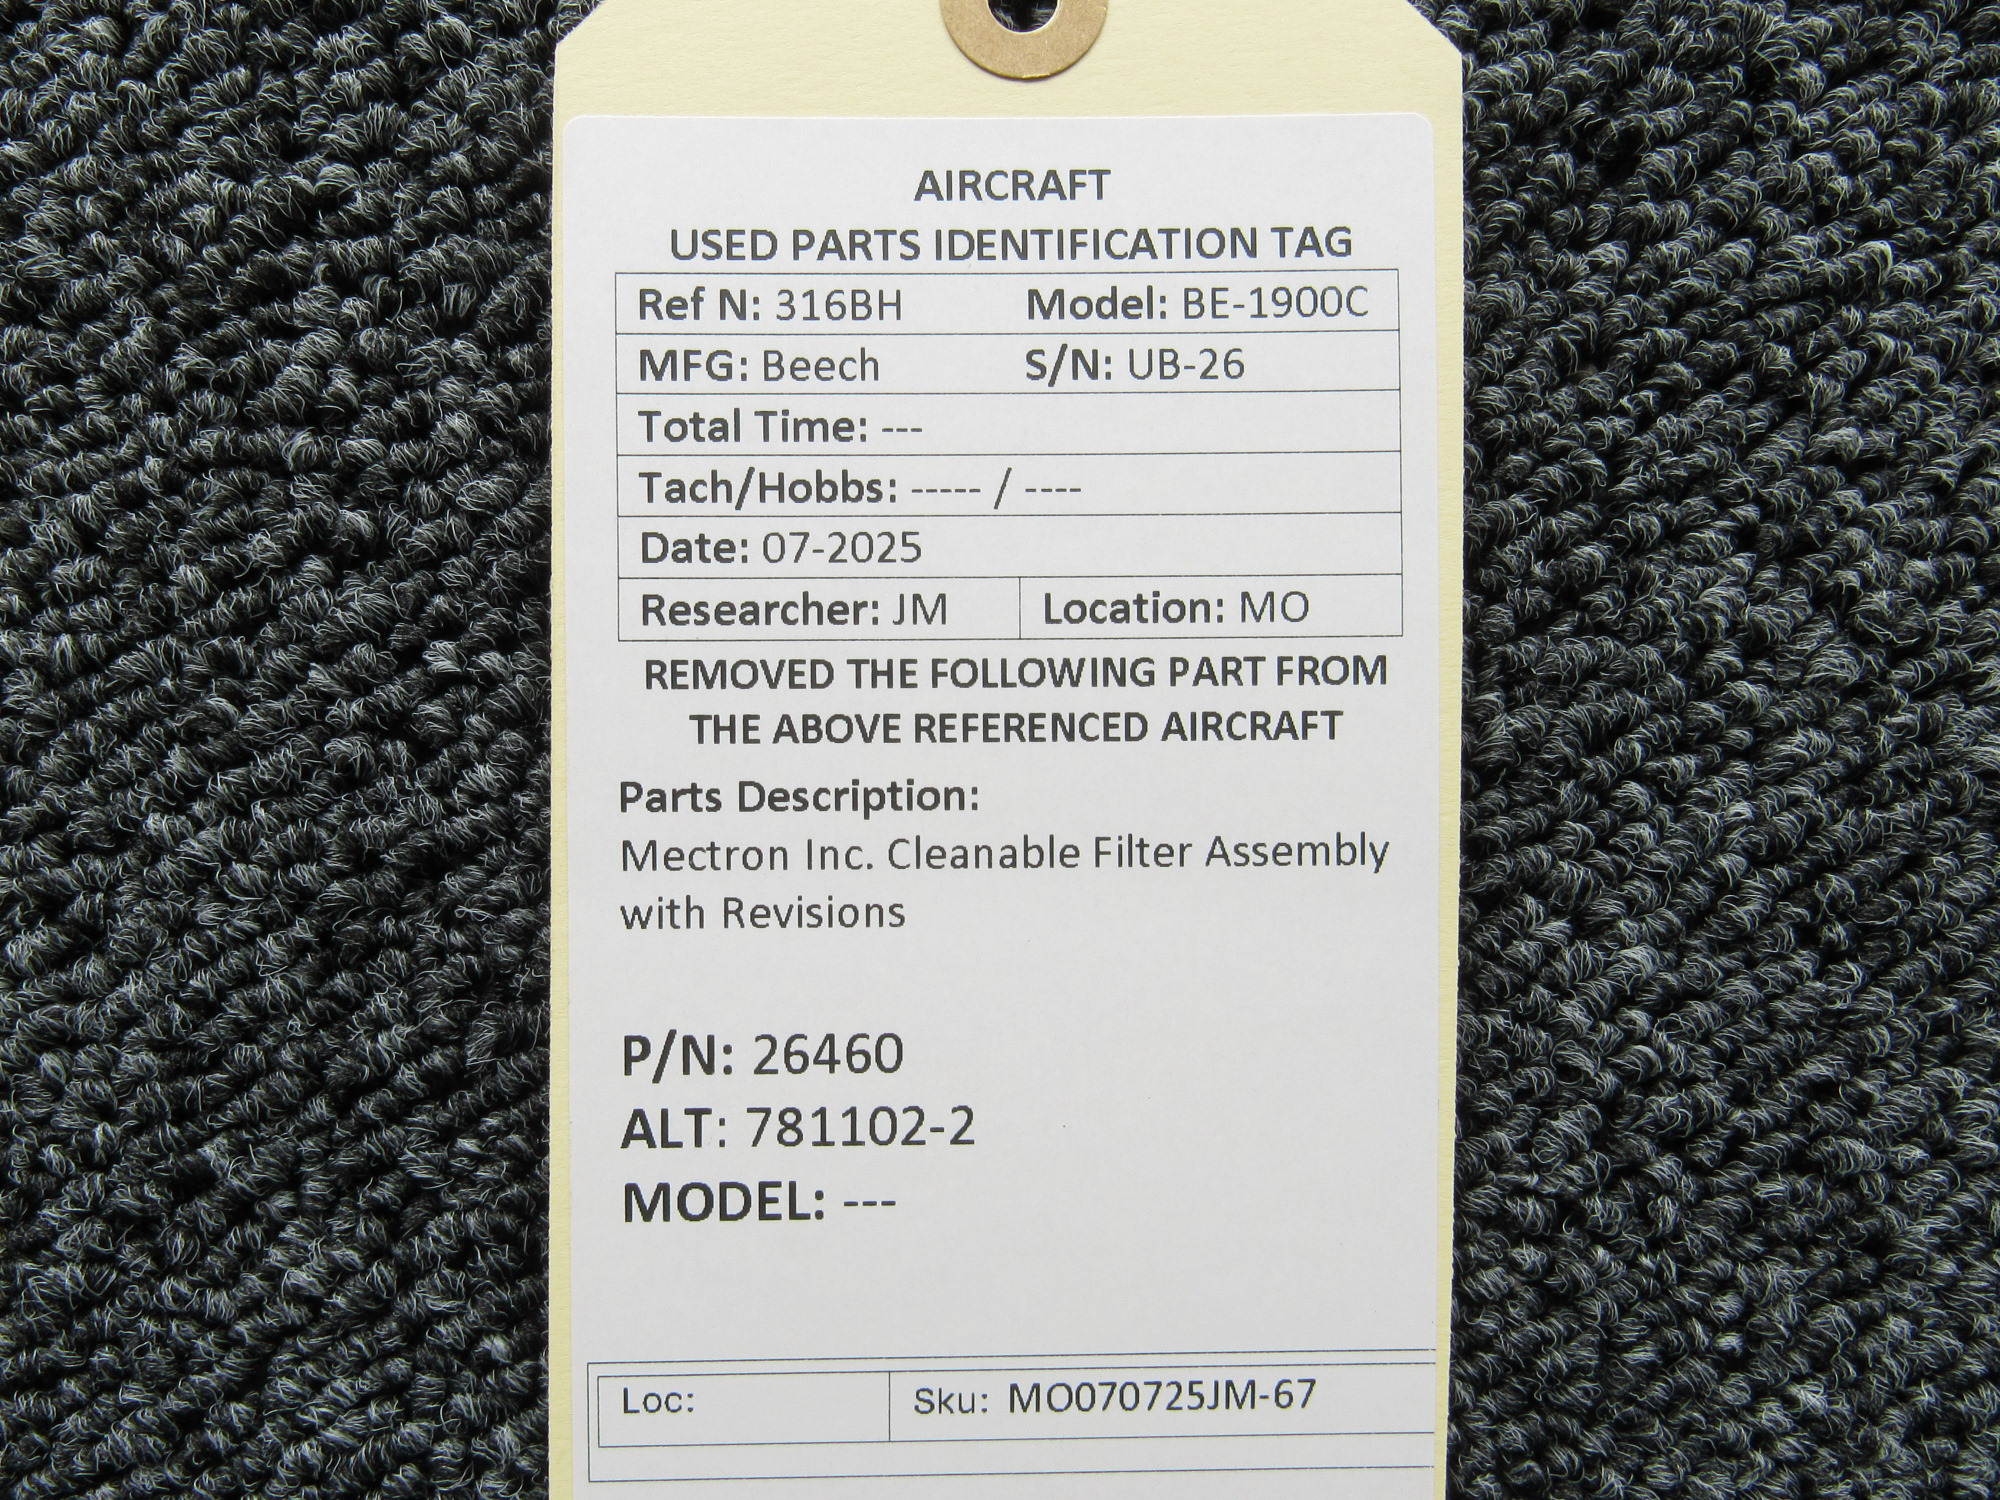 AIRCRAFT
USED PARTS IDENTIFICATION TAG
Ref N: 316BH Model: BE-1900C
MFG: Beech S/N: UB-26
Total Time: ---
Tach/Hobbs: ----- / ----
Date: 07-2025
Researcher: JM Location: MO
REMOVED THE FOLLOWING PART FROM
THE ABOVE REFERENCED AIRCRAFT
Parts Description:
Mectron Inc. Cleanable Filter Assembly
with Revisions
P/N: 26460
ALT: 781102-2
MODEL: ---
Loc: Sku: MO070725JM-67